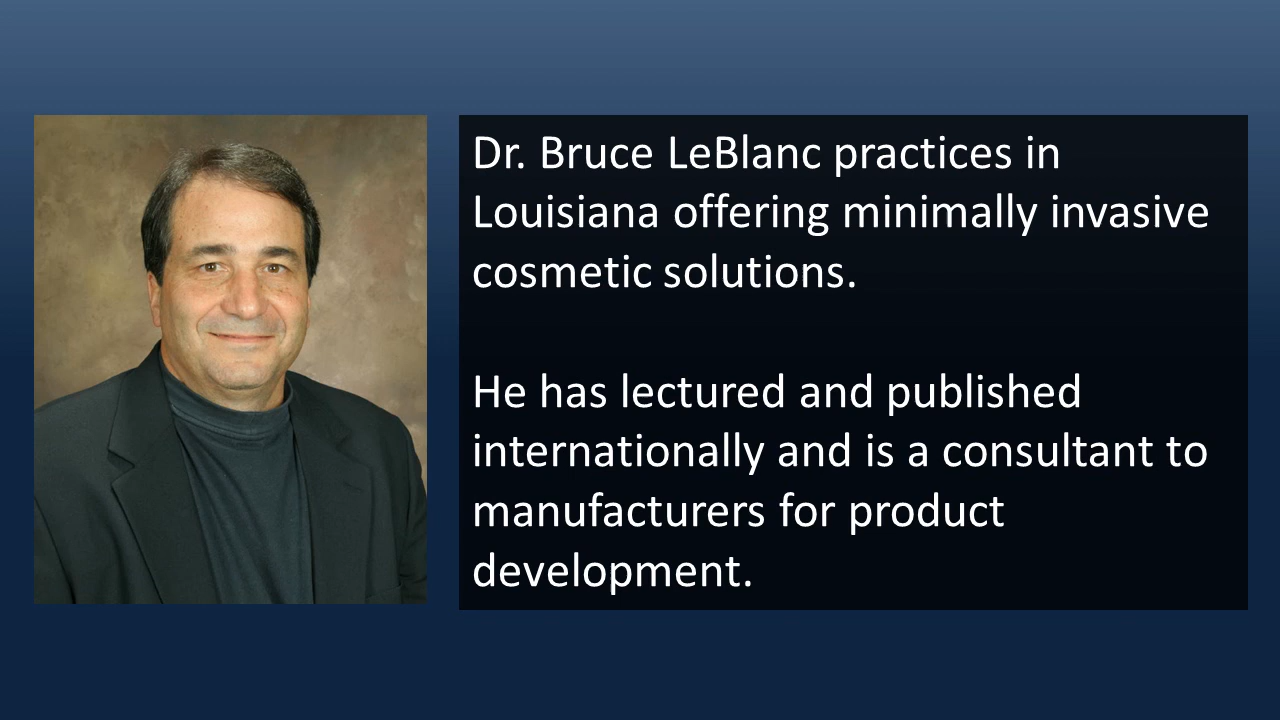 Dr. Bruce LeBlanc practices in
Louisiana offering minimally invasive
cosmetic solutions.
He has lectured and published
internationally and is a consultant to
manufacturers for product
development.